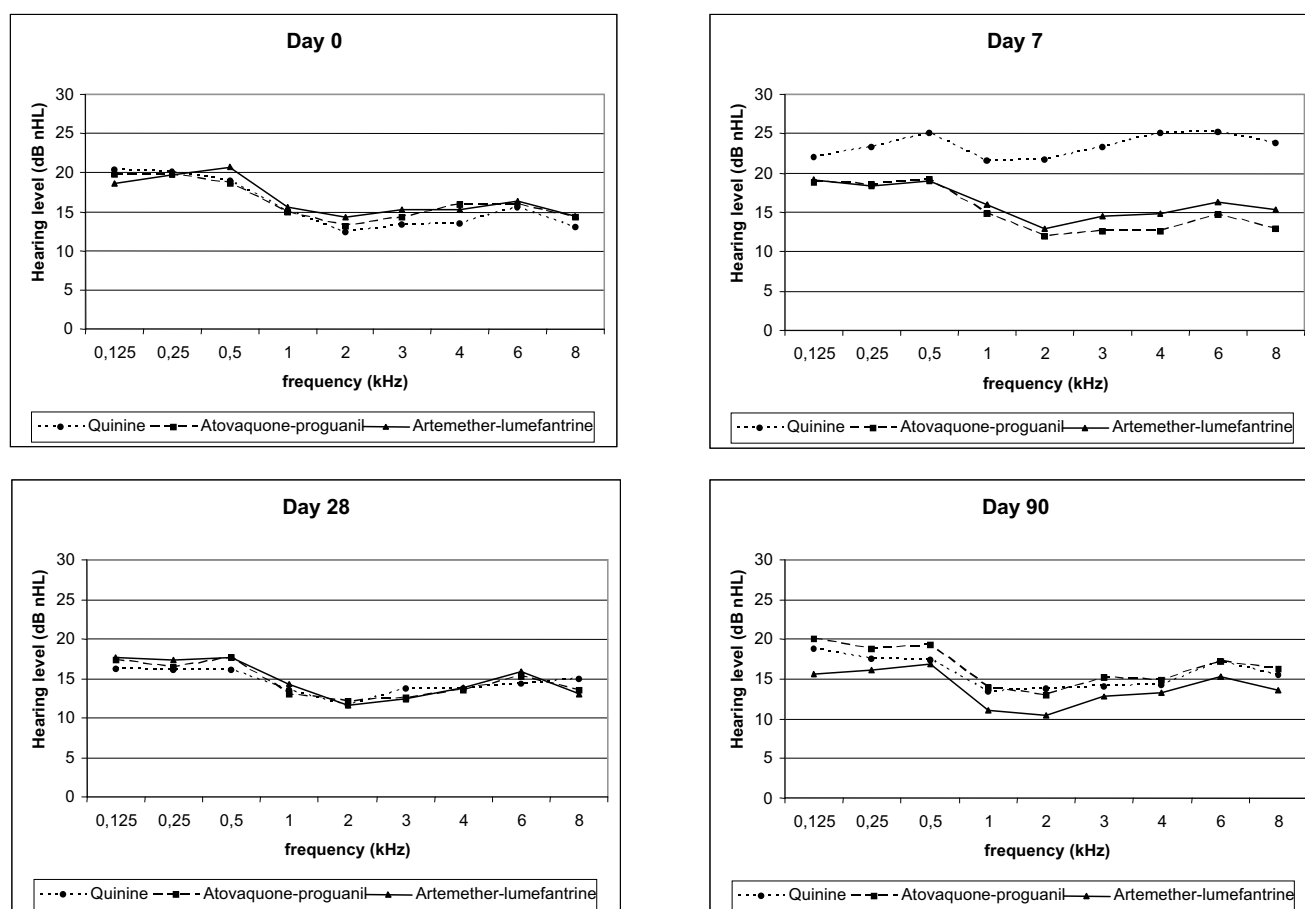 Day 0
Hearing level (dB nHL)
30
25
20
15
10
5
0
0,125 0,25 0,5 1 2 3 4 6 8
frequency (kHz)
Quinine Atovaquone-proguanil Artemether-lumefantrine
Day 7
Hearing level (dB nHL)
30
25
20
15
10
5
0
0,125 0,25 0,5 1 2 3 4 6 8
frequency (kHz)
Quinine Atovaquone-proguanil Artemether-lumefantrine
Day 28
Hearing level (dB nHL)
30
25
20
15
10
5
0
0,125 0,25 0,5 1 2 3 4 6 8
frequency (kHz)
Quinine Atovaquone-proguanil Artemether-lumefantrine
Day 90
Hearing level (dB nHL)
30
25
20
15
10
5
0
0,125 0,25 0,5 1 2 3 4 6 8
frequency (kHz)
Quinine Atovaquone-proguanil Artemether-lumefantrine